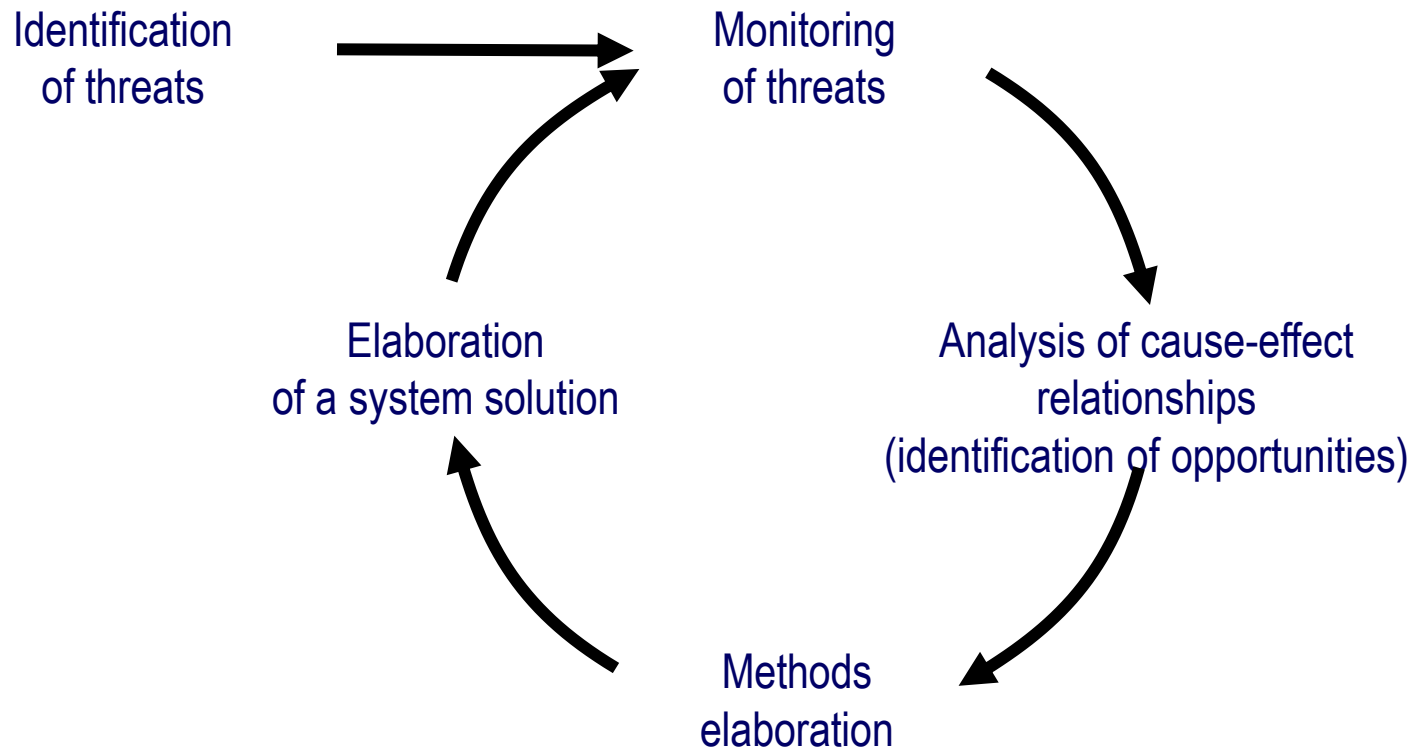 Identification
of threats
Monitoring
of threats
Elaboration
of a system solution
Analysis of cause-effect
relationships
(identification of opportunities)
Methods
elaboration